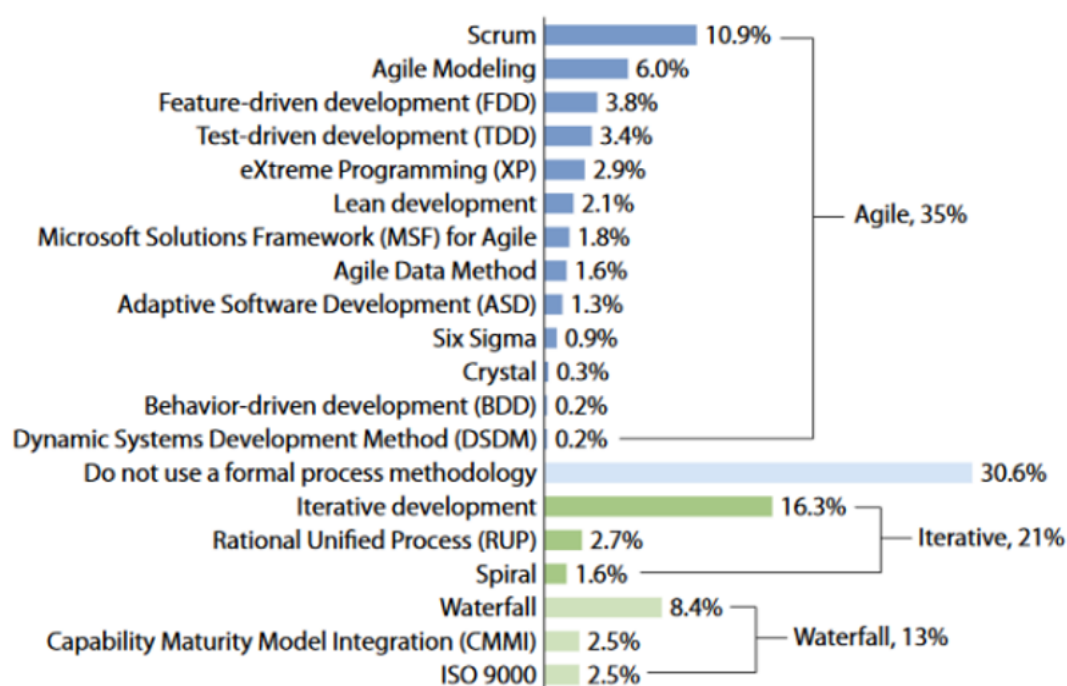 Scrum 10.9%
Agile Modeling 6.0%
Feature-driven development (FDD) 3.8%
Test-driven development (TDD) 3.4%
eXtreme Programming (XP) 2.9%
Lean development 2.1%
Microsoft Solutions Framework (MSF) for Agile 1.8%
Agile Data Method 1.6%
Adaptive Software Development (ASD) 1.3%
Six Sigma 0.9%
Crystal 0.3%
Behavior-driven development (BDD) 0.2%
Dynamic Systems Development Method (DSDM) 0.2%
Agile, 35%
Do not use a formal process methodology 30.6%
Iterative development 16.3%
Rational Unified Process (RUP) 2.7%
Spiral 1.6%
Iterative, 21%
Waterfall 8.4%
Capability Maturity Model Integration (CMMI) 2.5%
ISO 9000 2.5%
Waterfall, 13%